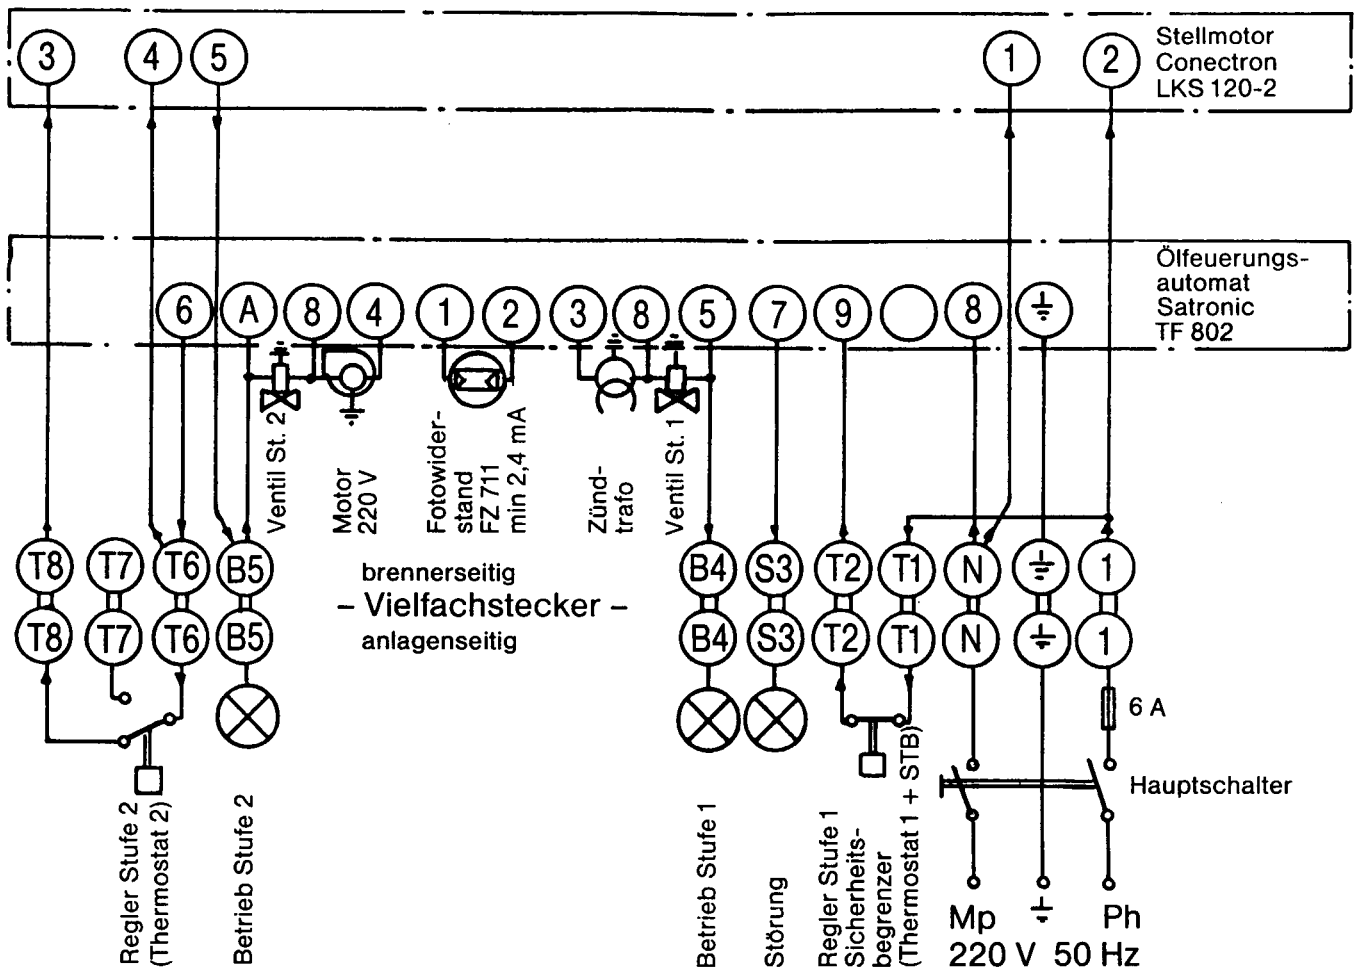 3 4 5 1 2
Stellmotor
Conectron
LKS 120-2
Ölfeuerungs-
automat
Satronic
TF 802
6 A 8 4 1 2 3 8 5 7 9 8
Ventil St. 2
Motor
220 V
Fotowider-
stand
FZ 711
min 2,4 mA
Zünd-
trafo
Ventil St. 1
T8 T7 T6 B5 B4 S3 T2 T1 N 1
brennerseitig
– Vielfachstecker –
anlagenseitig
T8 T7 T6 B5 B4 S3 T2 T1 N 1
6 A
Hauptschalter
Regler Stufe 2
(Thermostat 2)
Betrieb Stufe 2
Betrieb Stufe 1
Störung
Regler Stufe 1
Sicherheits-
begrenzer
(Thermostat 1 + STB)
Mp Ph
220 V 50 Hz